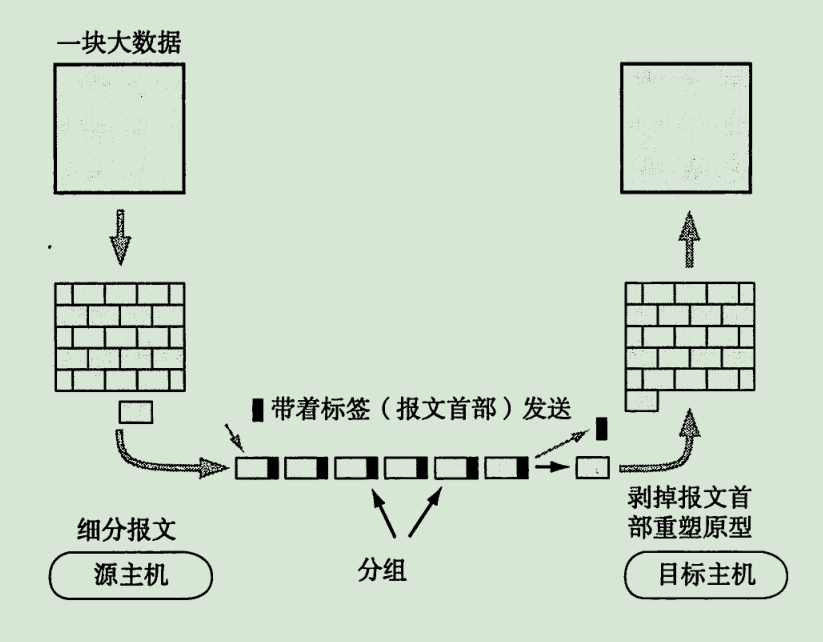 一块大数据
带着标签（报文首部）发送
细分报文
源主机
分组
剥掉报文首
部重塑原型
目标主机